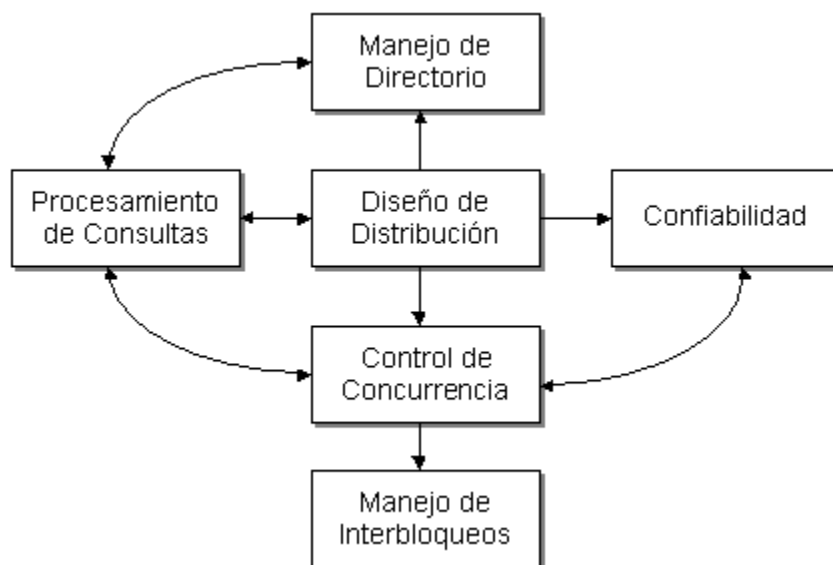 Manejo de
Directorio
Procesamiento
de Consultas
Diseño de
Distribución
Confiabilidad
Control de
Concurrencia
Manejo de
Interbloqueos